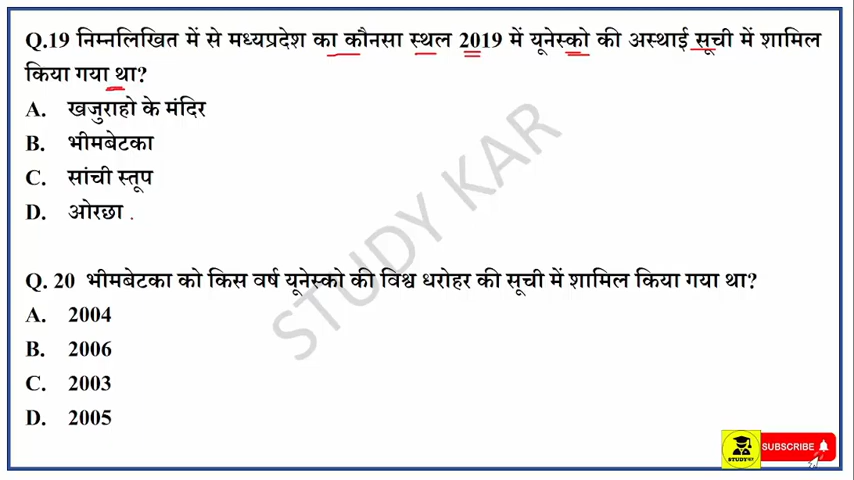 Q.19 निम्नलिखित में से मध्यप्रदेश का कौनसा स्थल 2019 में यूनेस्को की अस्थाई सूची में शामिल
किया गया था?
A. खजुराहो के मंदिर
B. भीमबेटका
C. सांची स्तूप
D. ओरछा .
Q. 20 भीमबेटका को किस वर्ष यूनेस्को की विश्व धरोहर की सूची में शामिल किया गया था?
A. 2004
B. 2006
C. 2003
D. 2005
STUDY KAR
SUBSCRIBE